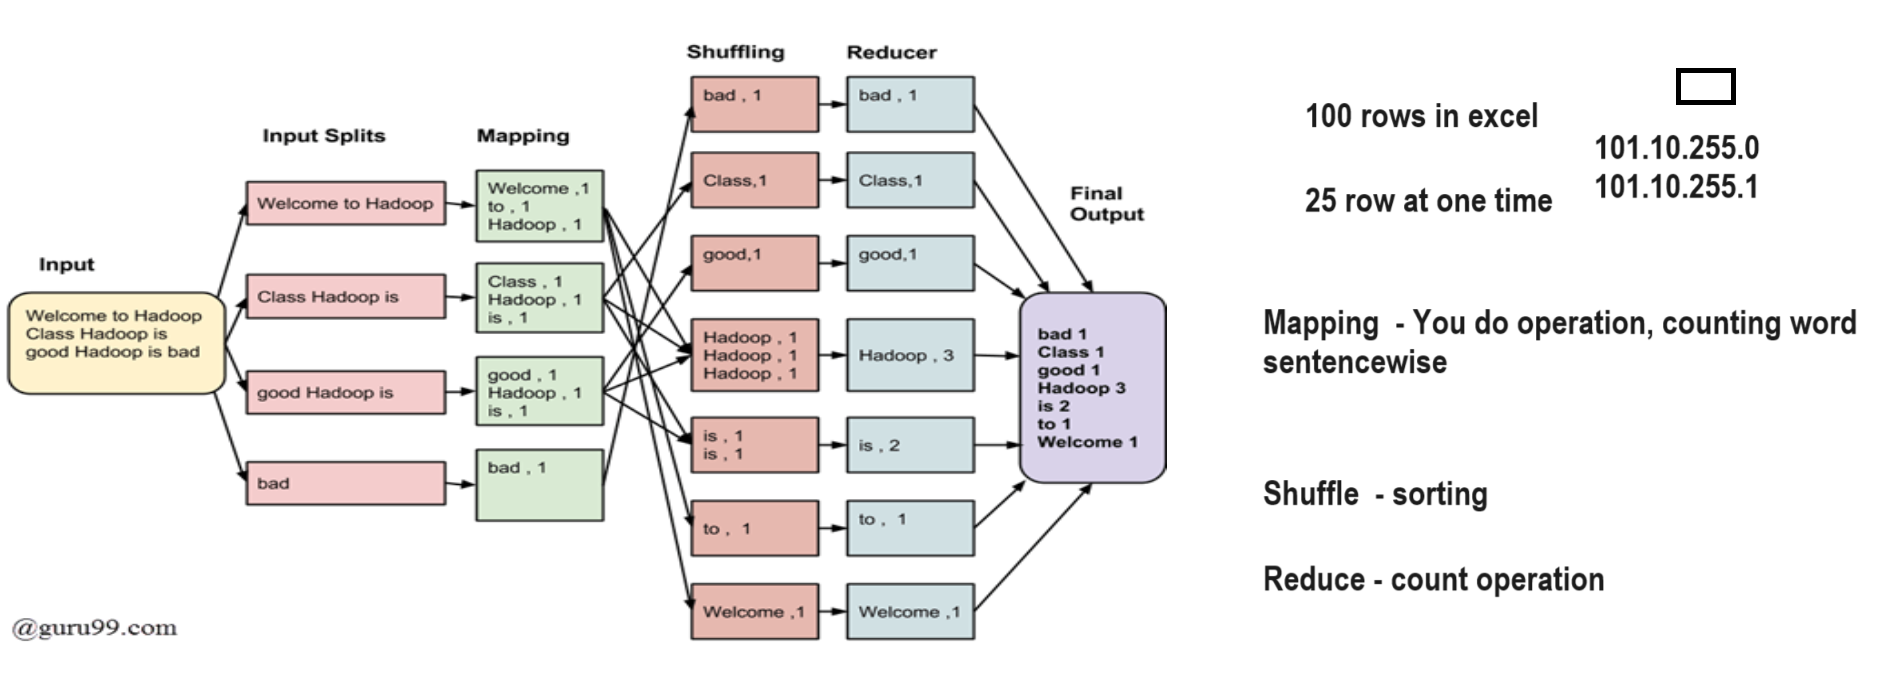 Shuffling
Reducer
Input Splits
Mapping
Input
Final
Output
Welcome to Hadoop
Class Hadoop is
good Hadoop is bad
Welcome to Hadoop
Class Hadoop is
good Hadoop is
bad
Welcome ,1
to , 1
Hadoop , 1
Class , 1
Hadoop , 1
is , 1
good , 1
Hadoop , 1
is , 1
bad , 1
bad , 1
Class,1
good,1
Hadoop , 1
Hadoop , 1
Hadoop , 1
is , 1
is , 1
to , 1
Welcome ,1
bad , 1
Class,1
good,1
Hadoop , 3
is , 2
to , 1
Welcome ,1
bad 1
Class 1
good 1
Hadoop 3
is 2
to 1
Welcome 1
@guru99.com
100 rows in excel
25 row at one time
101.10.255.0
101.10.255.1
Mapping - You do operation, counting word
sentencewise
Shuffle - sorting
Reduce - count operation